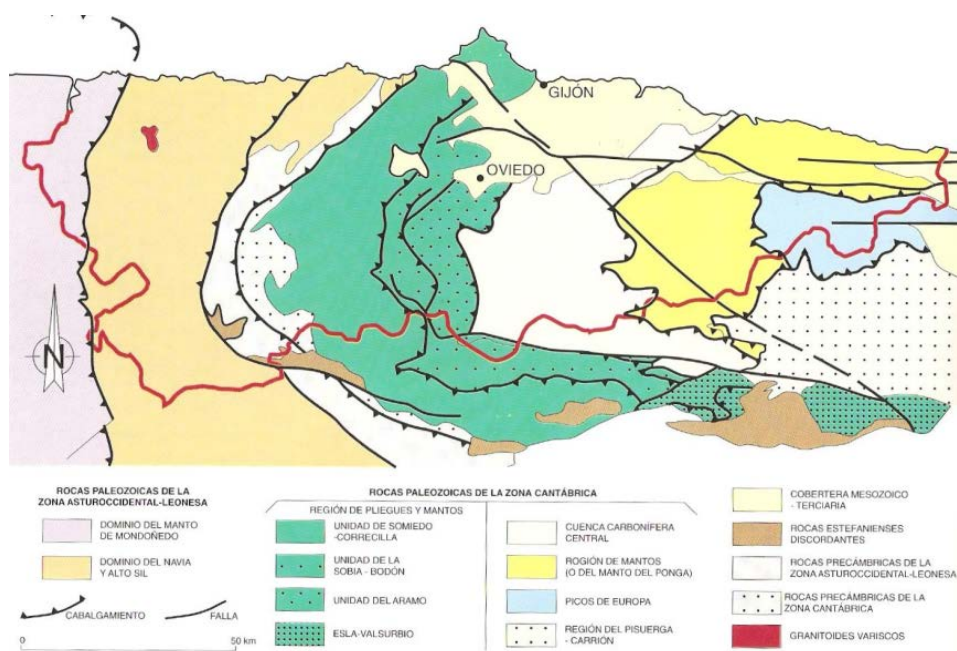 GIJÓN
OVIEDO
N
ROCAS PALEOZOICAS DE LA
ZONA ASTUROCCIDENTAL-LEONESA
DOMINIO DEL MANTO
DE MONDOÑEDO
DOMINIO DEL NAVIA
Y ALTO SIL
CABALGAMIENTO
FALLA
0
50 km
ROCAS PALEOZOICAS DE LA ZONA CANTÁBRICA
REGIÓN DE PLIEGUES Y MANTOS
UNIDAD DE SOMIEDO
-CORRECILLA
UNIDAD DE LA
SOBIA - BODÓN
UNIDAD DEL ARAMO
ESLA-VALSURBIO
CUENCA CARBONÍFERA
CENTRAL
ROGIÓN DE MANTOS
(O DEL MANTO DEL PONGA)
PICOS DE EUROPA
REGIÓN DEL PISUERGA
- CARRIÓN
COBERTERA MESOZOICO
- TERCIARIA
ROCAS ESTEFANIENSES
DISCORDANTES
ROCAS PRECÁMBRICAS DE LA
ZONA ASTUROCCIDENTAL-LEONESA
ROCAS PRECÁMBRICAS DE LA
ZONA CANTÁBRICA
GRANITOIDES VARISCOS